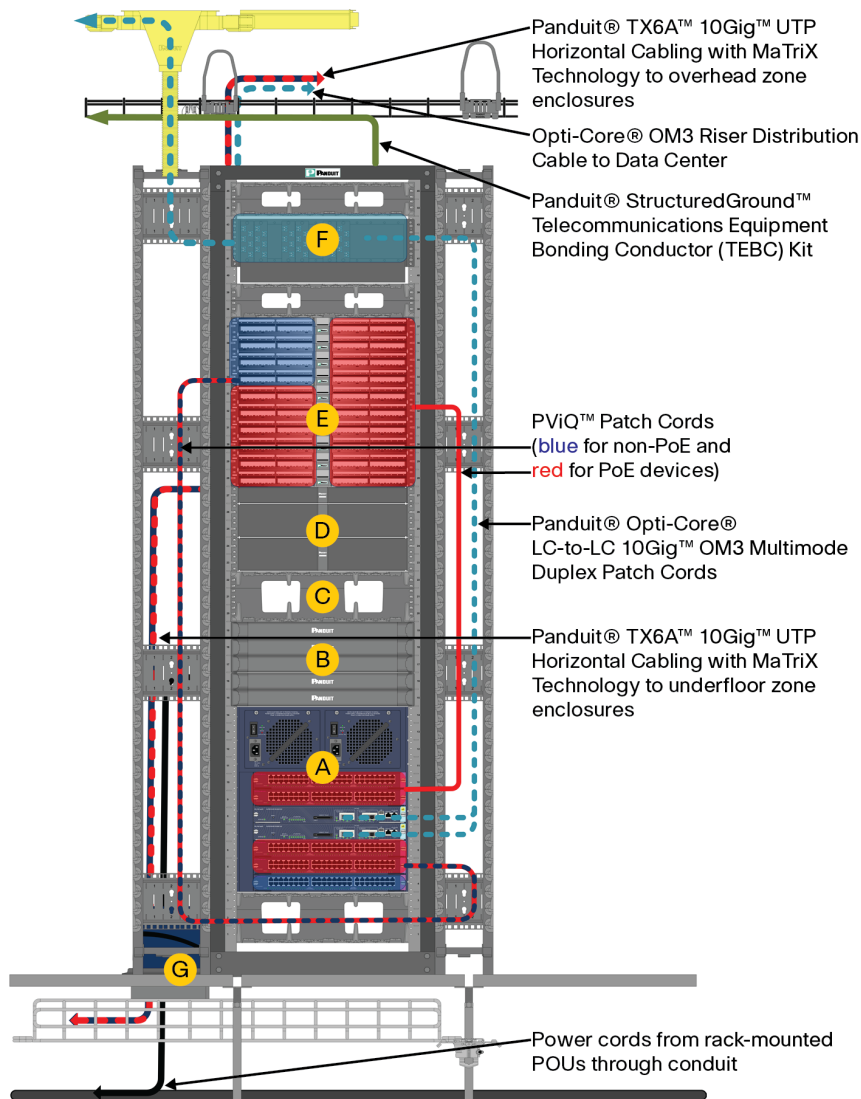 Panduit® TX6A™ 10Gig™ UTP
Horizontal Cabling with MaTriX
Technology to overhead zone
enclosures
Opti-Core® OM3 Riser Distribution
Cable to Data Center
PANDUIT
Panduit® StructuredGround™
Telecommunications Equipment
Bonding Conductor (TEBC) Kit
F
E
PViQ™ Patch Cords
(blue for non-PoE and
red for PoE devices)
D
Panduit® Opti-Core®
LC-to-LC 10Gig™ OM3 Multimode
Duplex Patch Cords
C
PANDUIT
B
PANDUIT
Panduit® TX6A™ 10Gig™ UTP
Horizontal Cabling with MaTriX
Technology to underfloor zone
enclosures
A
G
Power cords from rack-mounted
POUs through conduit